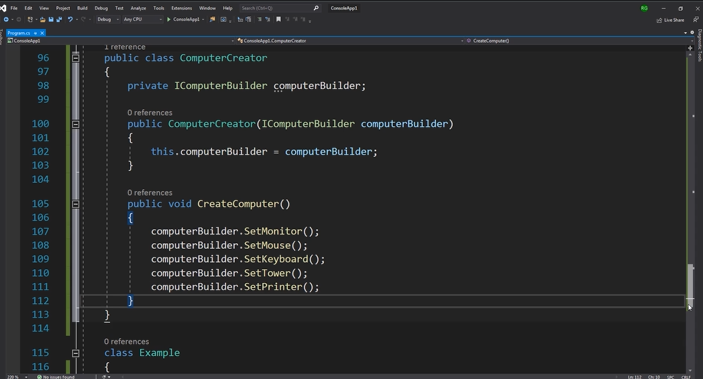 File Edit View Project Build Debug Test Analyze Tools Extensions Window Help Search (Ctrl+Q) ConsoleApp1
Debug Any CPU ConsoleApp1 Live Share
Program.cs
ConsoleApp1 ConsoleApp1.ComputerCreator CreateComputer()
Diagnostic Tools
1 reference
96 public class ComputerCreator
97 {
98 private IComputerBuilder computerBuilder;
99
0 references
100 public ComputerCreator(IComputerBuilder computerBuilder)
101 {
102 this.computerBuilder = computerBuilder;
103 }
104
0 references
105 public void CreateComputer()
106 {
107 computerBuilder.SetMonitor();
108 computerBuilder.SetMouse();
109 computerBuilder.SetKeyboard();
110 computerBuilder.SetTower();
111 computerBuilder.SetPrinter();
112 }
113 }
114
0 references
115 class Example
116 {
220 % No issues found Ln: 112 Ch: 10 SPC CRLF